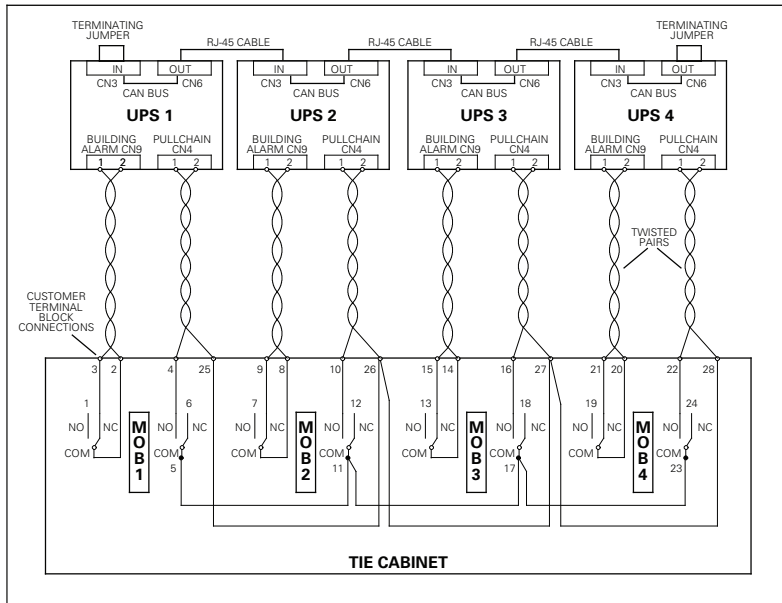 TERMINATING
JUMPER
RJ-45 CABLE
RJ-45 CABLE
RJ-45 CABLE
TERMINATING
JUMPER
IN OUT IN OUT IN OUT IN OUT
CN3 CN6 CN3 CN6 CN3 CN6 CN3 CN6
CAN BUS CAN BUS CAN BUS CAN BUS
UPS 1 UPS 2 UPS 3 UPS 4
BUILDING PULLCHAIN BUILDING PULLCHAIN BUILDING PULLCHAIN BUILDING PULLCHAIN
ALARM CN9 CN4 ALARM CN9 CN4 ALARM CN9 CN4 ALARM CN9 CN4
1 2 1 2 1 2 1 2 1 2 1 2 1 2 1 2
TWISTED
PAIRS
CUSTOMER
TERMINAL
BLOCK
CONNECTIONS
3 2 4 25 9 8 10 26 15 14 16 27 21 20 22 28
1 6 7 12 13 18 19 24
NO NC NO NC NO NC NO NC NO NC NO NC NO NC NO NC
COM COM COM COM COM COM COM COM
5 11 17 23
MOB1
MOB2
MOB3
MOB4
TIE CABINET